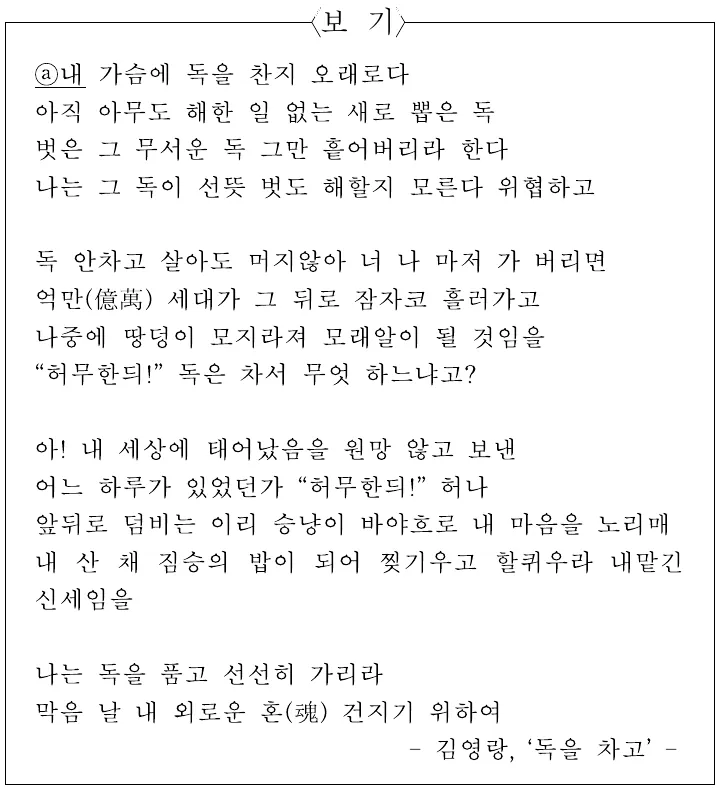 〈보 기〉
ⓐ내 가슴에 독을 찬지 오래로다
아직 아무도 해한 일 없는 새로 뽑은 독
벗은 그 무서운 독 그만 흩어버리라 한다
나는 그 독이 선뜻 벗도 해할지 모른다 위협하고
독 안차고 살아도 머지않아 너 나 마저 가 버리면
억만(億萬) 세대가 그 뒤로 잠자코 흘러가고
나중에 땅덩이 모지라져 모래알이 될 것임을
“허무한듸!” 독은 차서 무엇 하느냐고?
아! 내 세상에 태어났음을 원망 않고 보낸
어느 하루가 있었던가 “허무한듸!” 허나
앞뒤로 덤비는 이리 승냥이 바야흐로 내 마음을 노리매
내 산 채 짐승의 밥이 되어 찢기우고 할퀴우라 내맡긴
신세임을
나는 독을 품고 선선히 가리라
막음 날 내 외로운 혼(魂) 건지기 위하여
- 김영랑, ‘독을 차고’ -